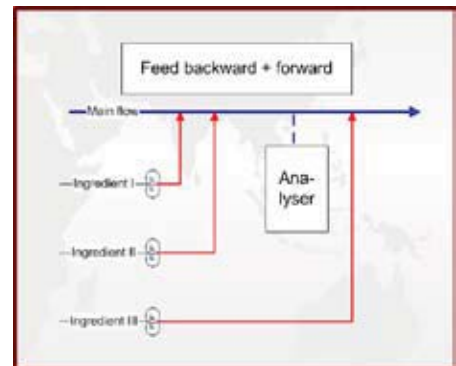 Feed backward + forward
Main flow
Ingredient I
Ana-
lyser
Ingredient II
Ingredient III